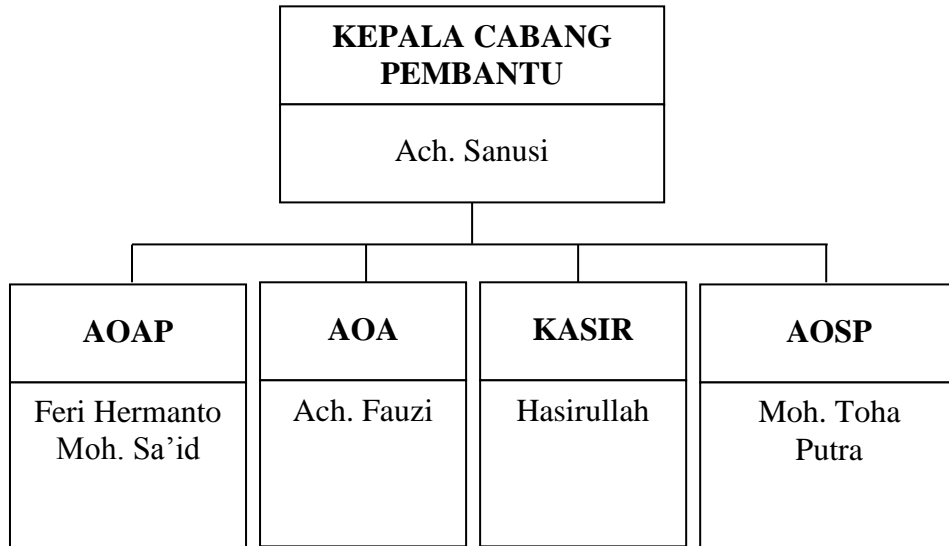 KEPALA CABANG
PEMBANTU
Ach. Sanusi
AOAP
Feri Hermanto
Moh. Sa’id
AOA
Ach. Fauzi
KASIR
Hasirullah
AOSP
Moh. Toha
Putra